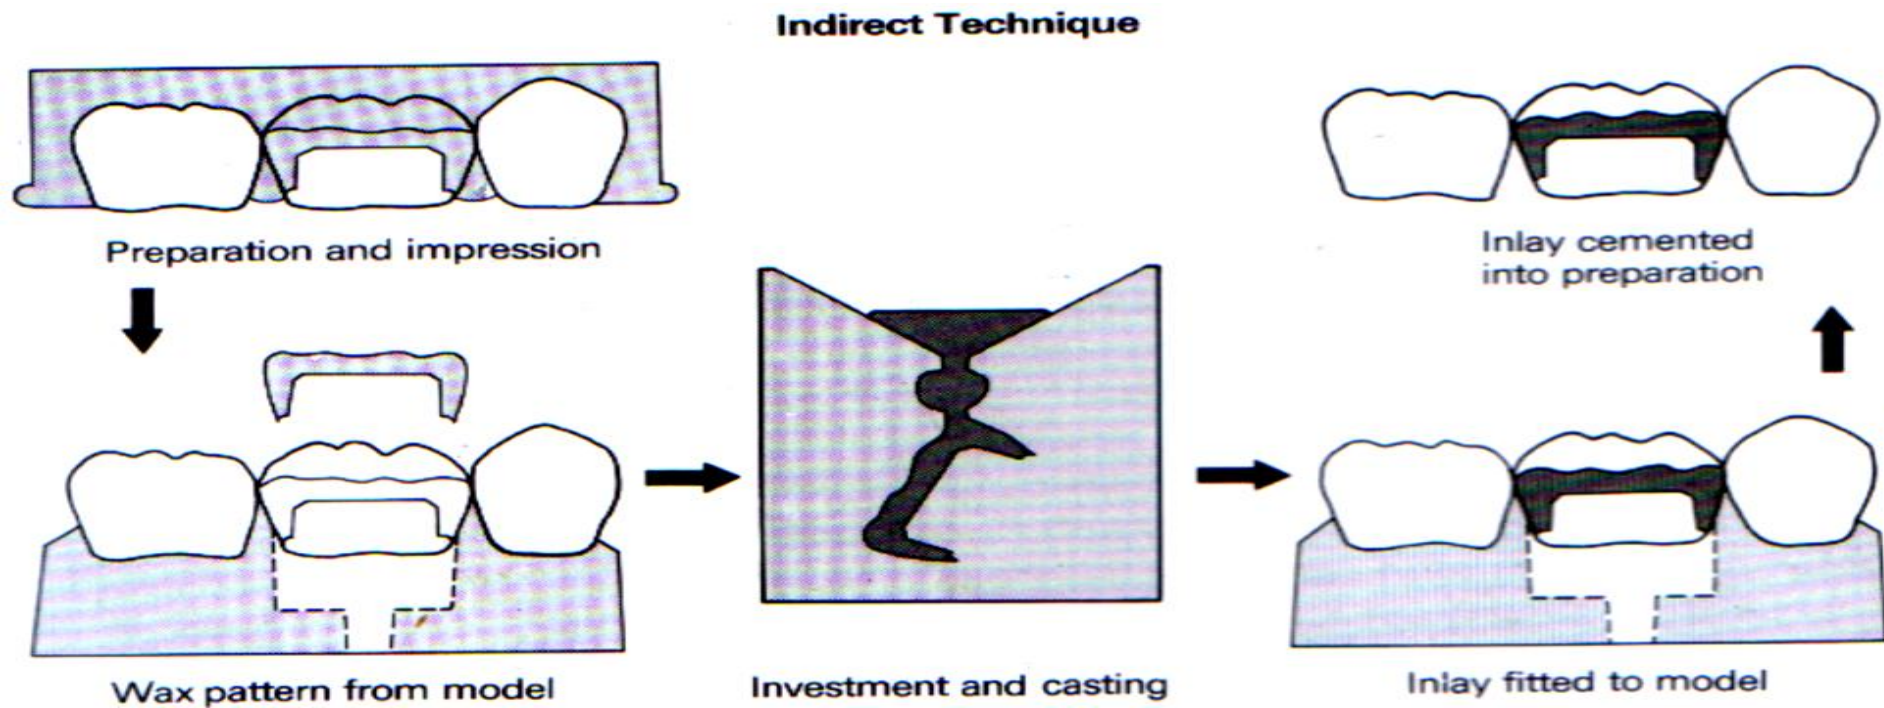 Indirect Technique
Preparation and impression
Wax pattern from model
Investment and casting
Inlay fitted to model
Inlay cemented
into preparation